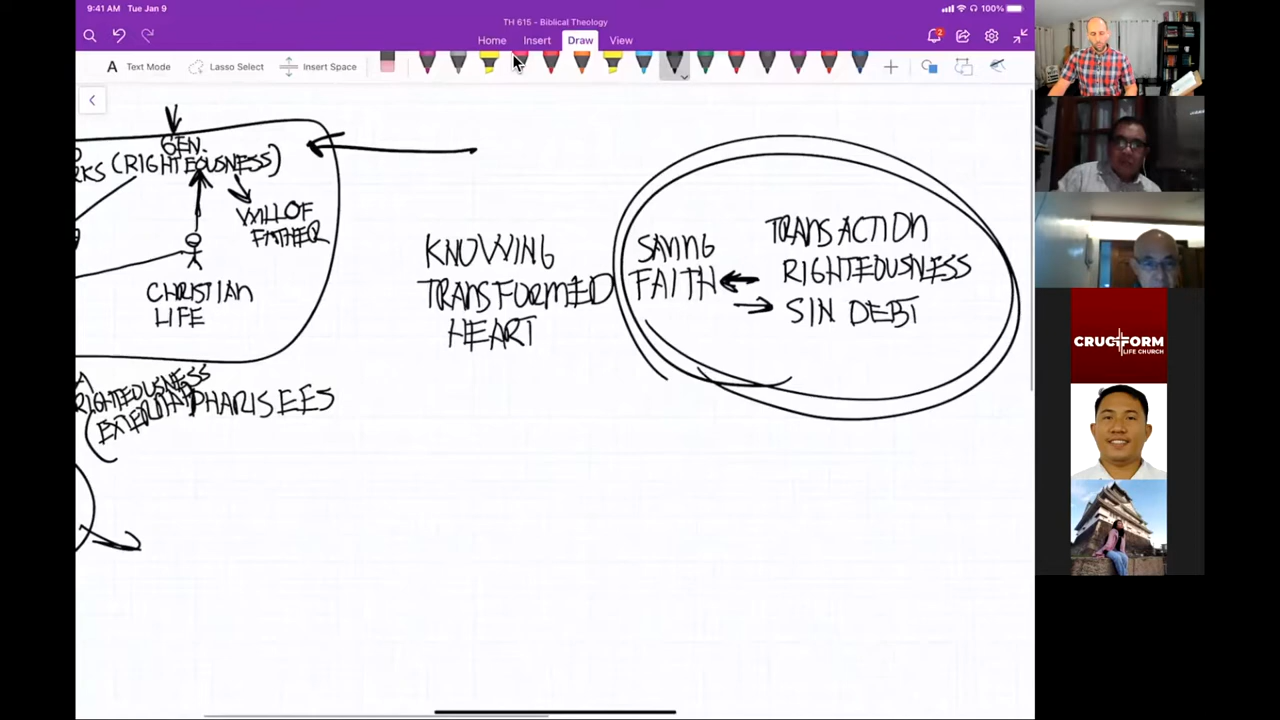 9:41 AM Tue Jan 9
100%
TH 615 - Biblical Theology
Home Insert Draw View
2
A Text Mode Lasso Select Insert Space
GEN.
(RIGHTEOUSNESS)
WILL OF
FATHER
CHRISTIAN
LIFE
RIGHTEOUSNESS
EXTERNAL PHARISEES
KNOWING
TRANSFORMED
HEART
SAVING
FAITH
TRANSACTION
RIGHTEOUSNESS
SIN DEBT
CRUCIFORM
LIFE CHURCH